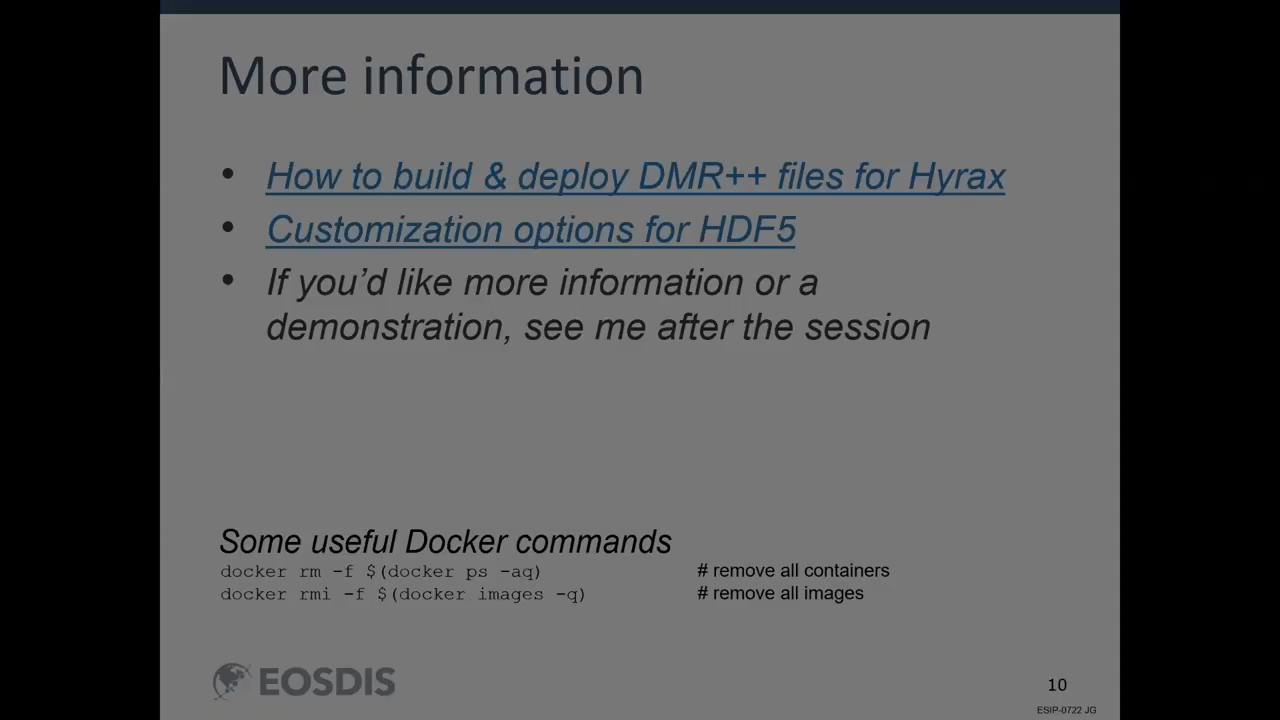 More information
• How to build & deploy DMR++ files for Hyrax
• Customization options for HDF5
• If you’d like more information or a
demonstration, see me after the session
Some useful Docker commands
docker rm -f $(docker ps -aq) # remove all containers
docker rmi -f $(docker images -q) # remove all images
EOSDIS
10
ESIP-0722 JG